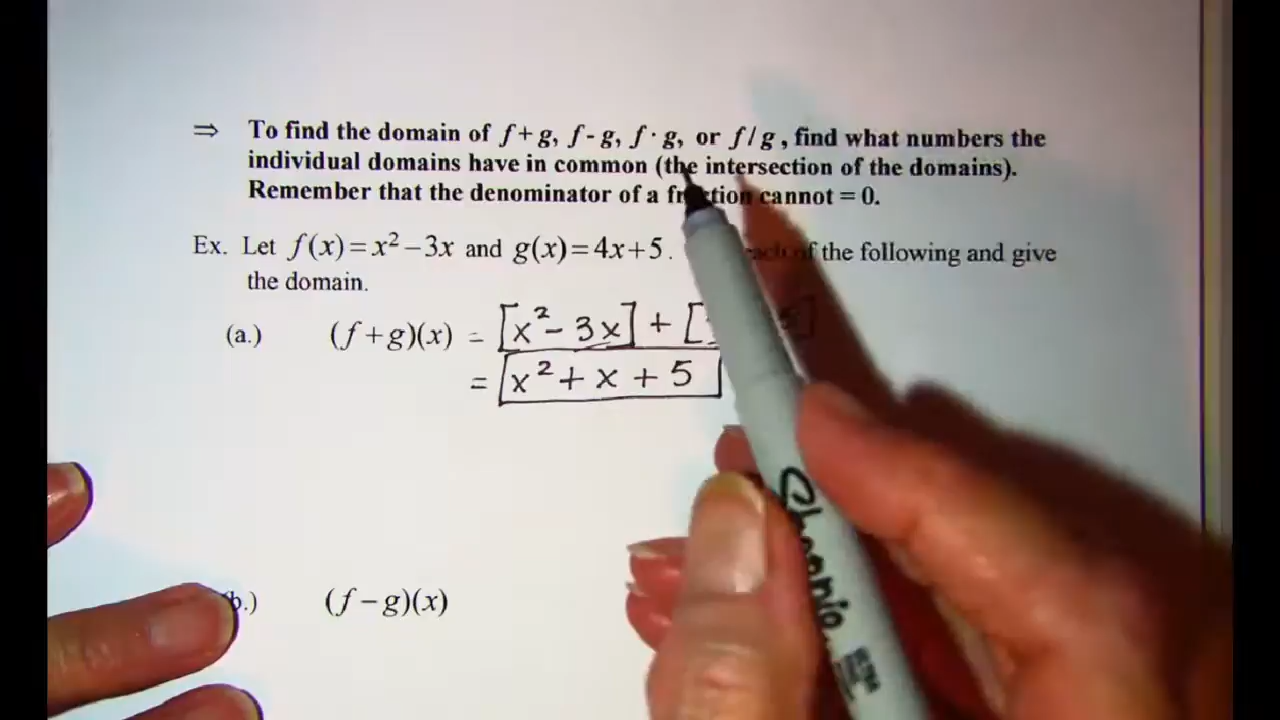 ⇒ To find the domain of f+g, f-g, f·g, or f/g, find what numbers the
individual domains have in common (the intersection of the domains).
Remember that the denominator of a fraction cannot = 0.
Ex. Let f(x)=x²-3x and g(x)=4x+5. of the following and give
the domain.
(a.) (f+g)(x) = [x²-3x] + [ 5]
= x²+x+5
(b.) (f-g)(x)
Sharpie